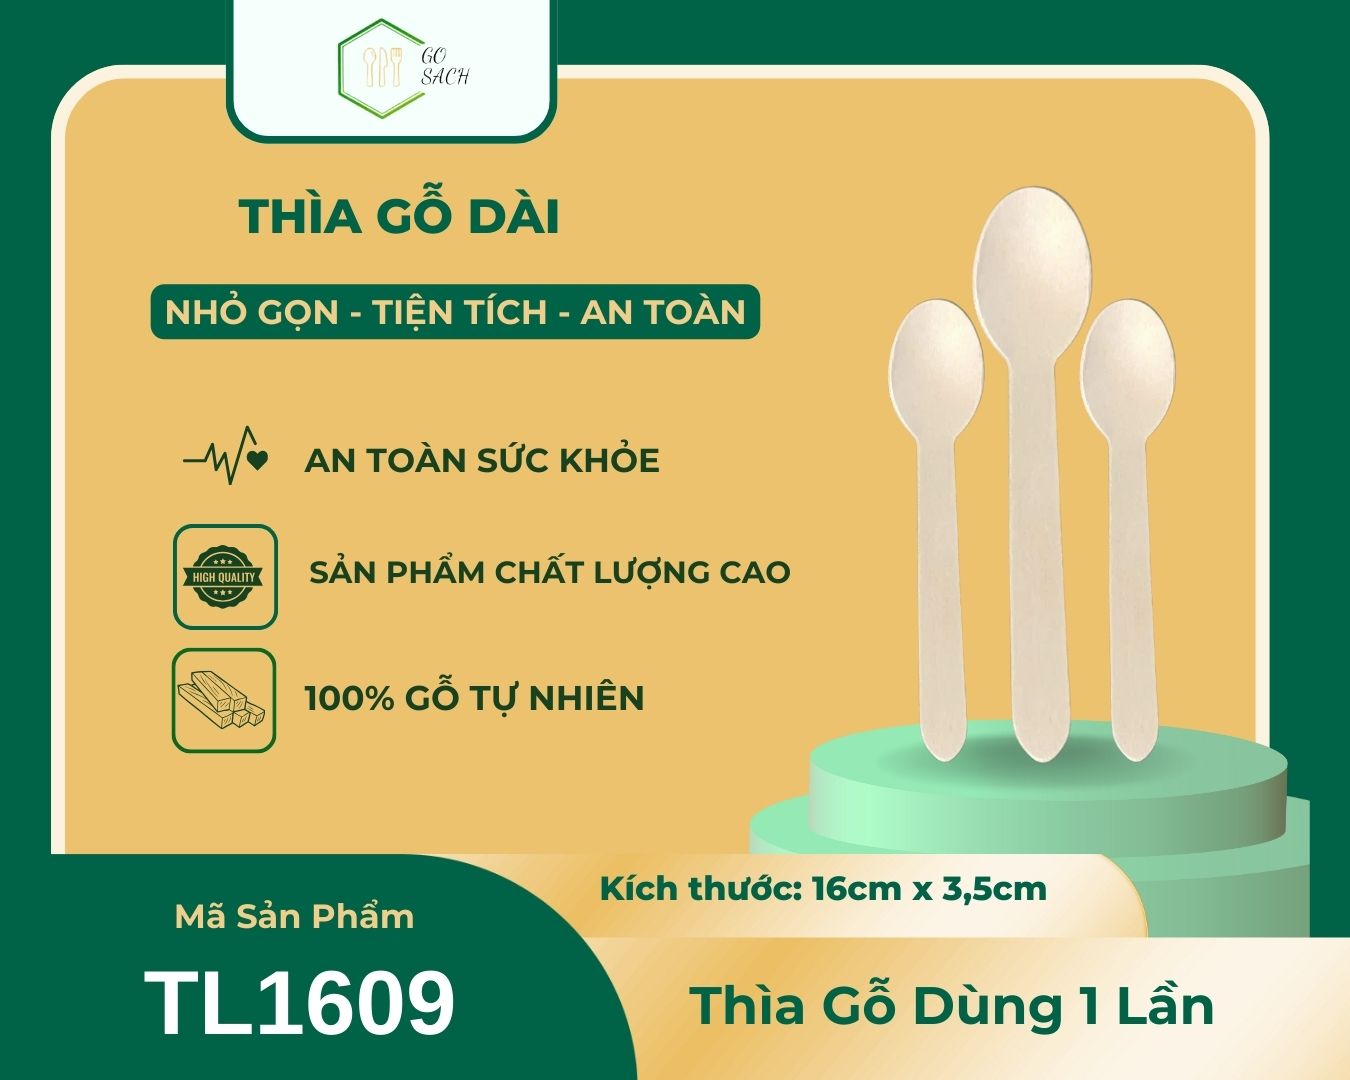 GO
SACH
THÌA GỖ DÀI
NHỎ GỌN - TIỆN TÍCH - AN TOÀN
AN TOÀN SỨC KHỎE
HIGH QUALITY
SẢN PHẨM CHẤT LƯỢNG CAO
100% GỖ TỰ NHIÊN
Kích thước: 16cm x 3,5cm
Mã Sản Phẩm
TL1609
Thìa Gỗ Dùng 1 Lần